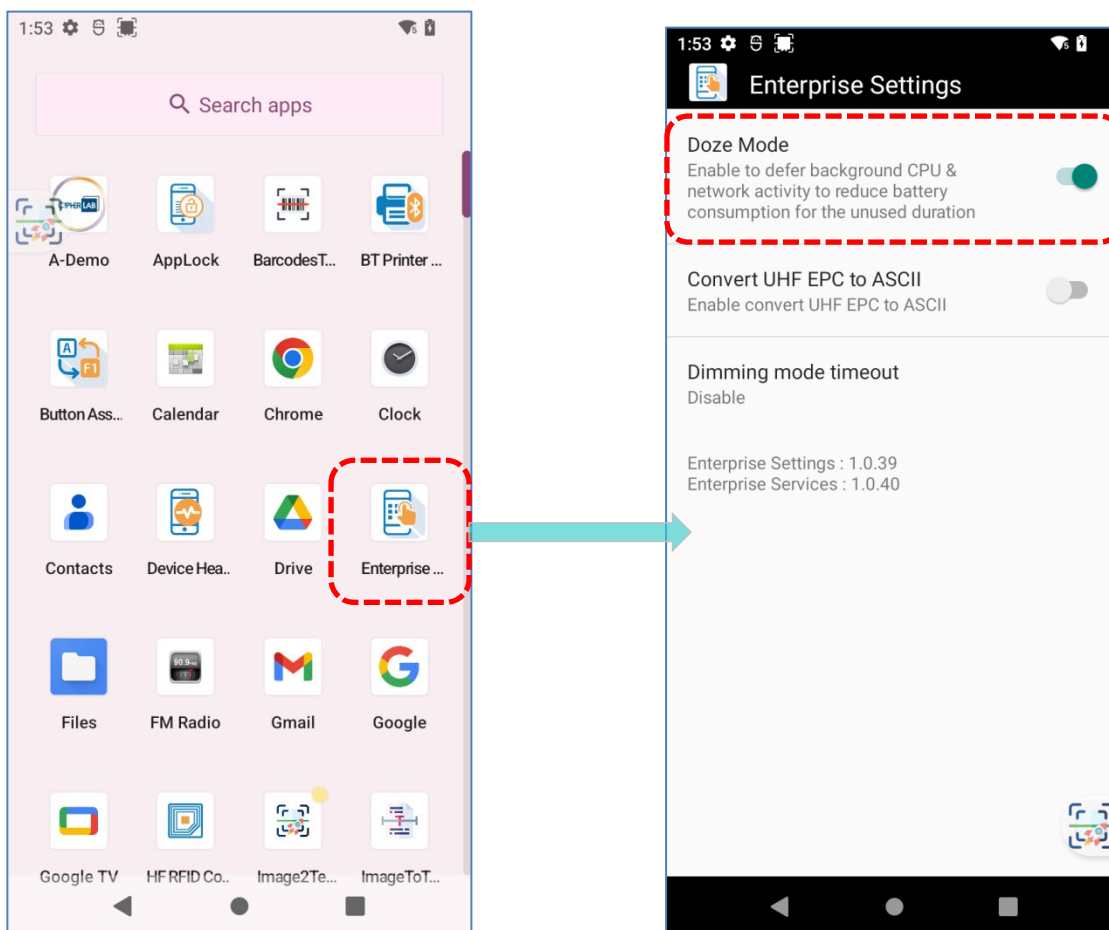 1:53
Search apps
CIPHERLAB
A-Demo AppLock BarcodesT... BT Printer ...
A
F1
Button Ass... Calendar Chrome Clock
Contacts Device Hea.. Drive Enterprise ...
90.9
Files FM Radio Gmail Google
Google TV HF RFID Co.. Image2Te... ImageToT...
1:53
Enterprise Settings
Doze Mode
Enable to defer background CPU &
network activity to reduce battery
consumption for the unused duration
Convert UHF EPC to ASCII
Enable convert UHF EPC to ASCII
Dimming mode timeout
Disable
Enterprise Settings : 1.0.39
Enterprise Services : 1.0.40